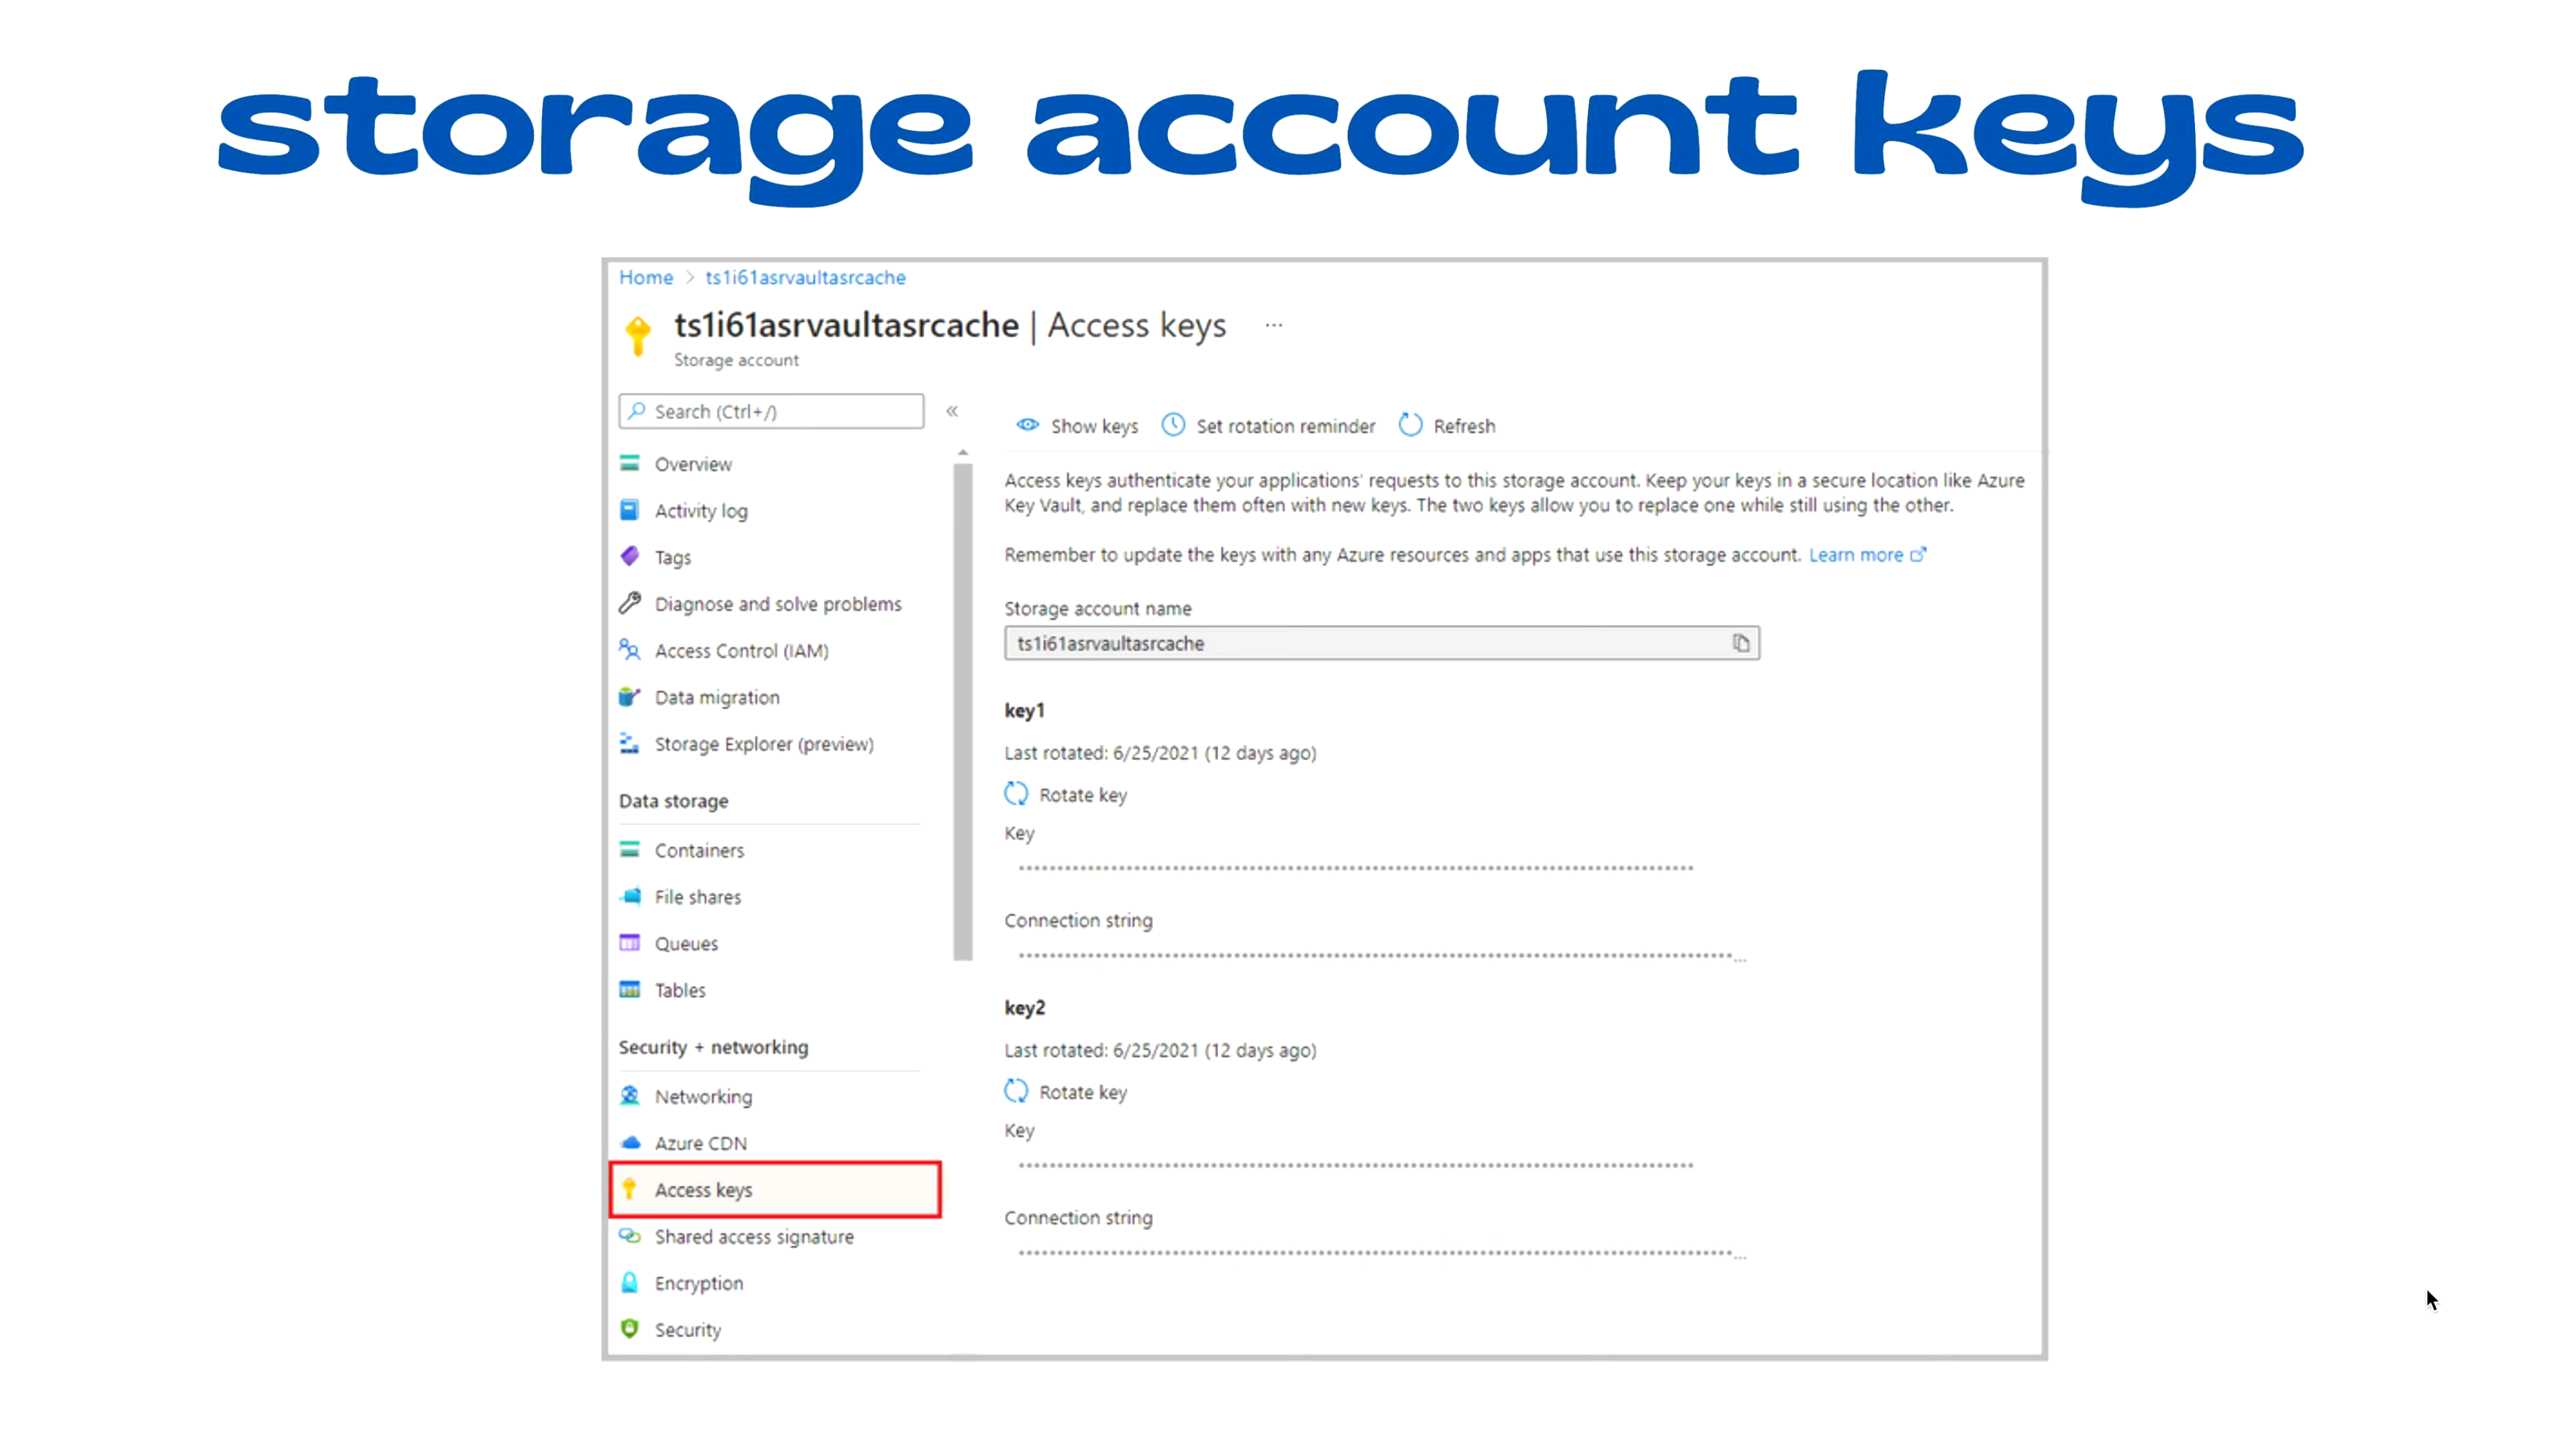 storage account keys
Home > ts1i61asrvaultasrcache
ts1i61asrvaultasrcache | Access keys ...
Storage account
Search (Ctrl+/) «
Overview
Activity log
Tags
Diagnose and solve problems
Access Control (IAM)
Data migration
Storage Explorer (preview)
Data storage
Containers
File shares
Queues
Tables
Security + networking
Networking
Azure CDN
Access keys
Shared access signature
Encryption
Security
Show keys Set rotation reminder Refresh
Access keys authenticate your applications' requests to this storage account. Keep your keys in a secure location like Azure
Key Vault, and replace them often with new keys. The two keys allow you to replace one while still using the other.
Remember to update the keys with any Azure resources and apps that use this storage account. Learn more
Storage account name
ts1i61asrvaultasrcache
key1
Last rotated: 6/25/2021 (12 days ago)
Rotate key
Key
Connection string
key2
Last rotated: 6/25/2021 (12 days ago)
Rotate key
Key
Connection string